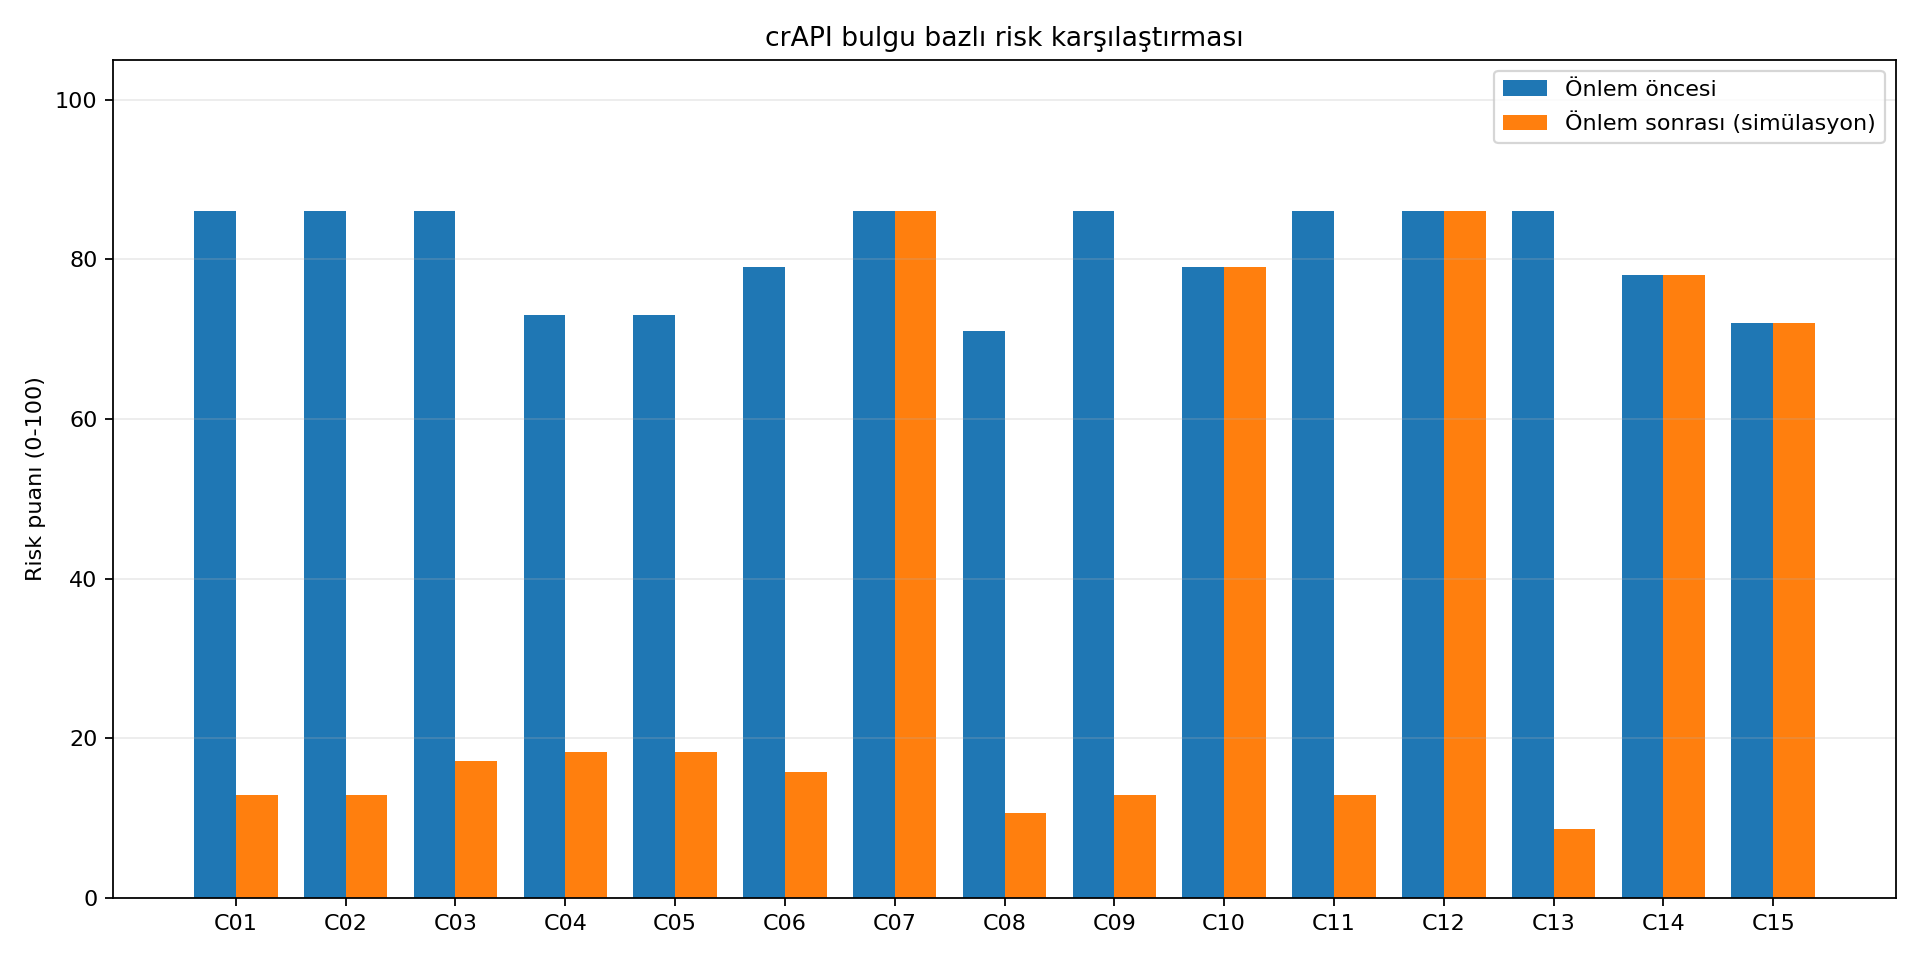 crAPI bulgu bazlı risk karşılaştırması
Önlem öncesi
Önlem sonrası (simülasyon)
Risk puanı (0-100)
100
80
60
40
20
0
C01 C02 C03 C04 C05 C06 C07 C08 C09 C10 C11 C12 C13 C14 C15